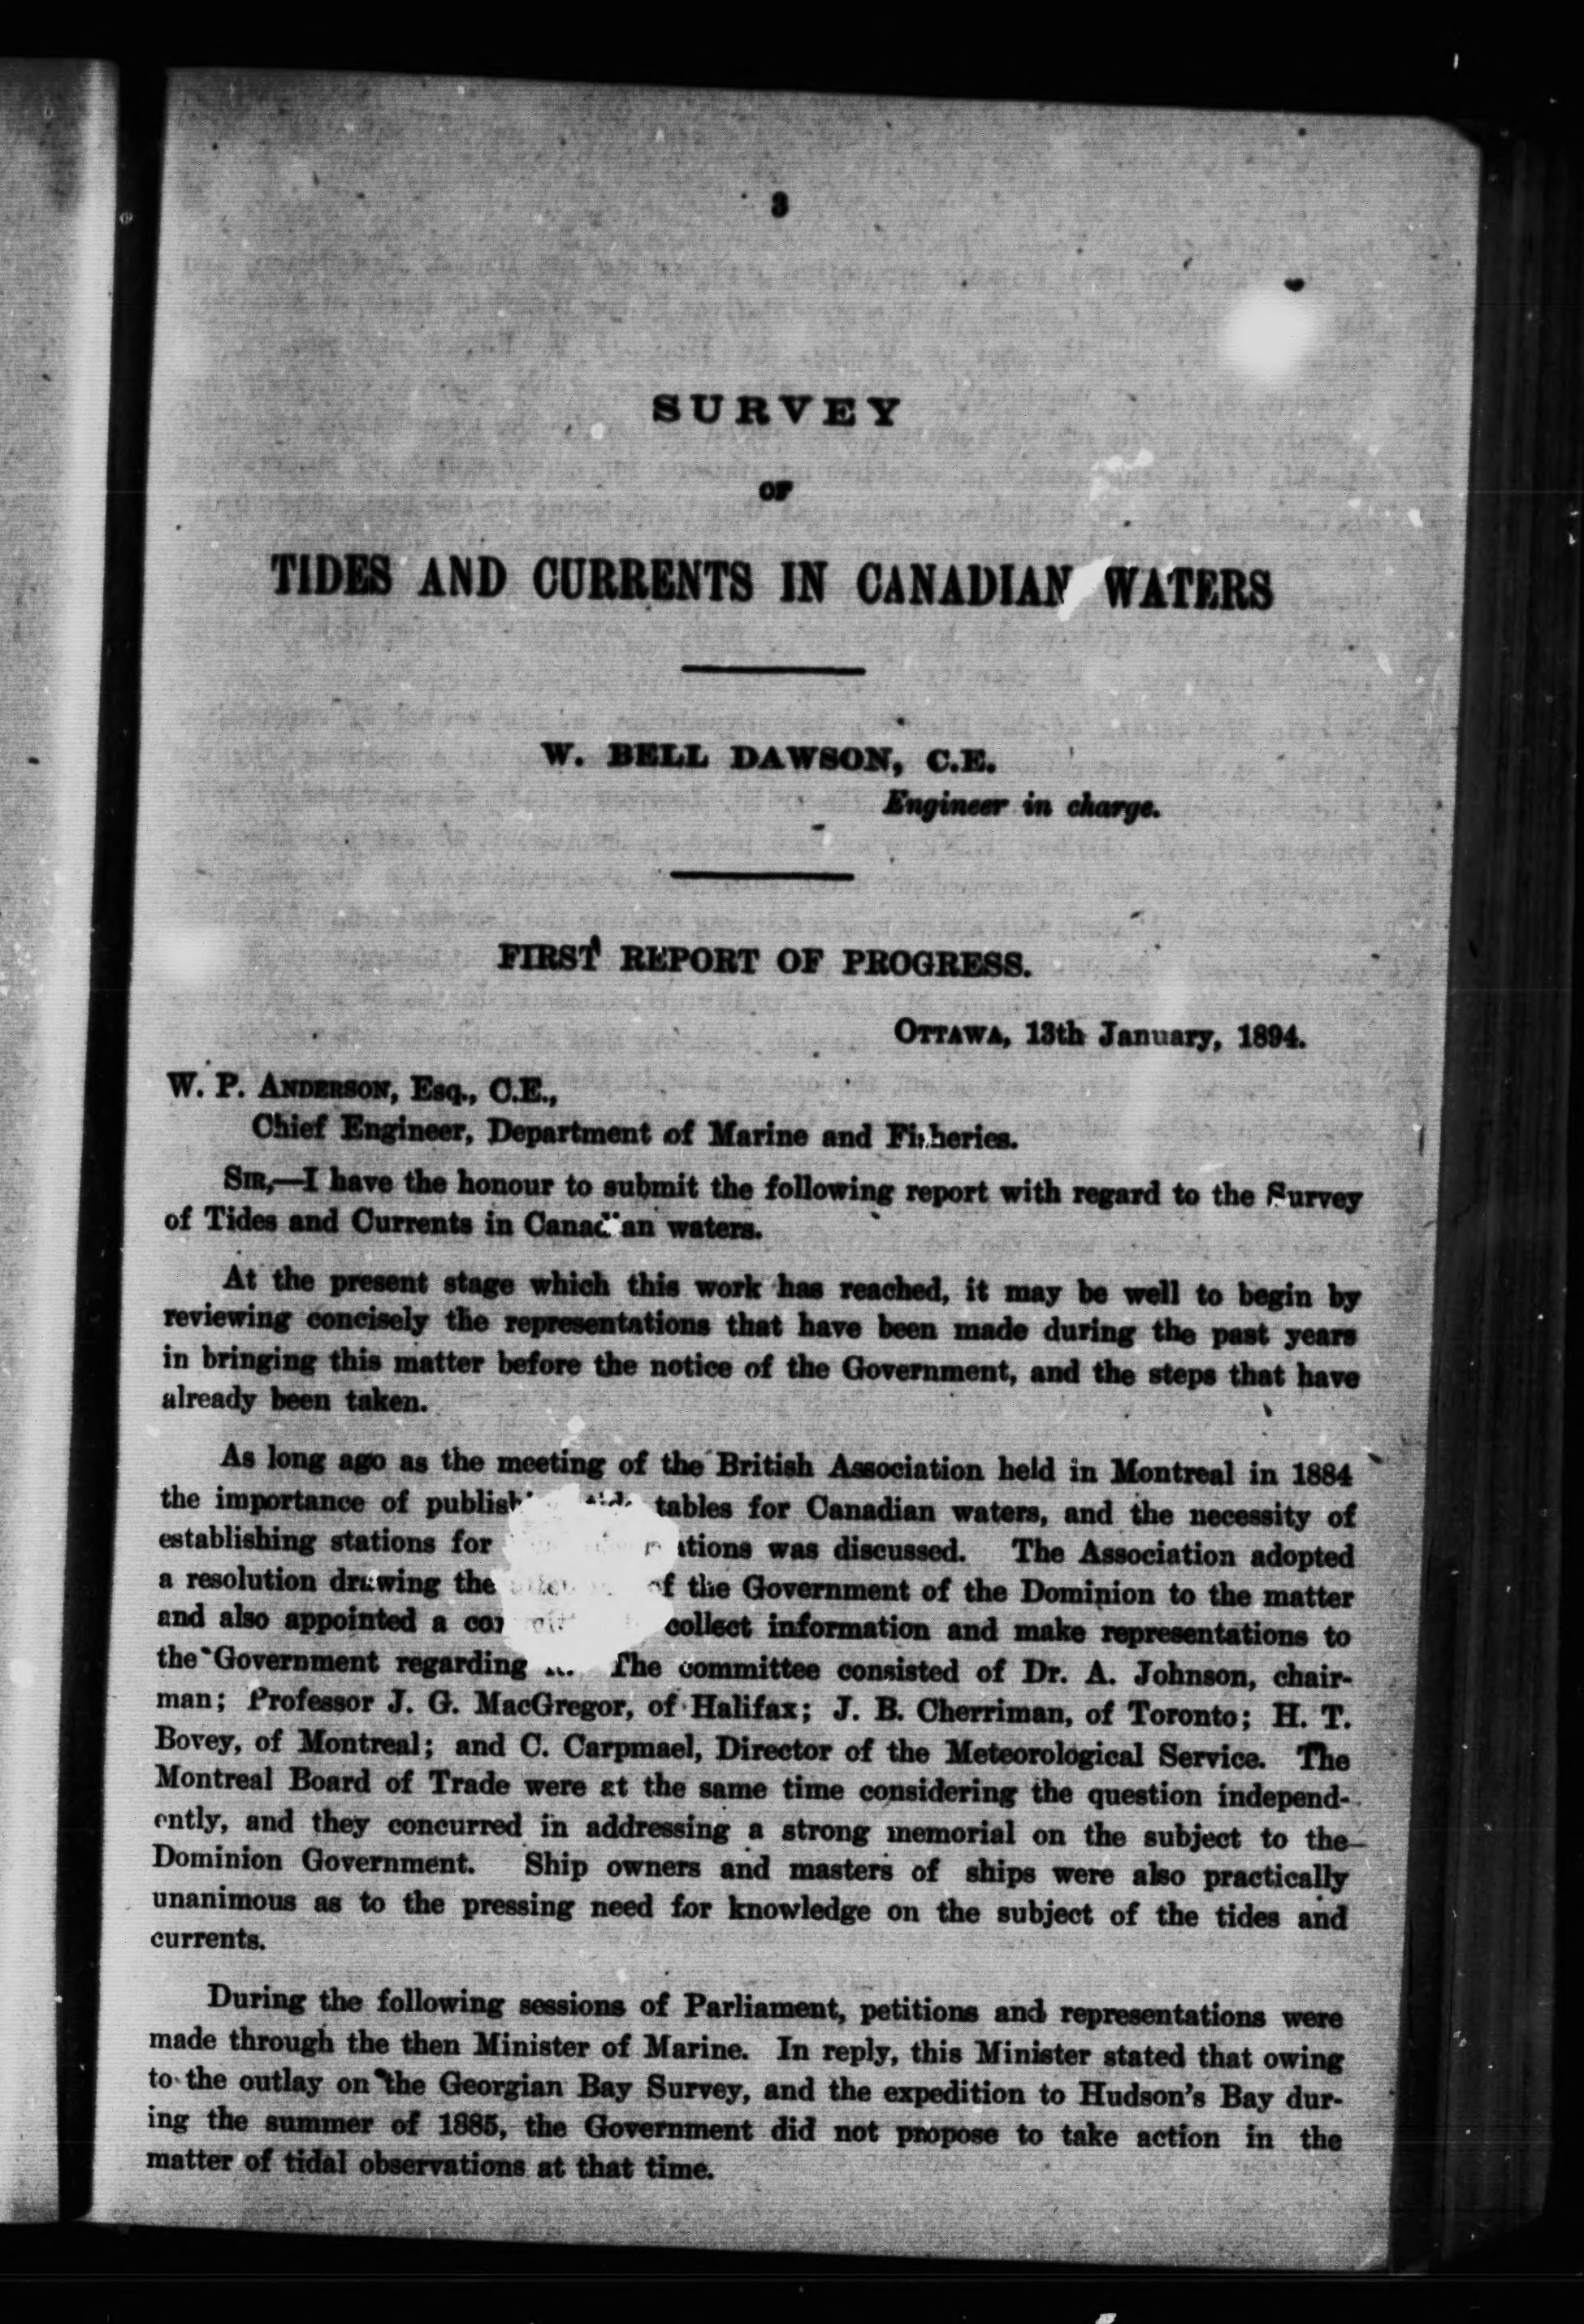 3
SURVEY
OF
TIDES AND CURRENTS IN CANADIAN WATERS
W. BELL DAWSON, C.E.
Engineer in charge.
FIRST REPORT OF PROGRESS.
OTTAWA, 13th January, 1894.
W. P. ANDERSON, Esq., C.E.,
Chief Engineer, Department of Marine and Fisheries.
SIR,—I have the honour to submit the following report with regard to the Survey
of Tides and Currents in Canadian waters.
At the present stage which this work has reached, it may be well to begin by
reviewing concisely the representations that have been made during the past years
in bringing this matter before the notice of the Government, and the steps that have
already been taken.
As long ago as the meeting of the British Association held in Montreal in 1884
the importance of tables for Canadian waters, and the necessity of
establishing stations for was discussed. The Association adopted
a resolution drawing the of the Government of the Dominion to the matter
and also appointed a collect information and make representations to
the Government regarding The committee consisted of Dr. A. Johnson, chair-
man; Professor J. G. MacGregor, of Halifax; J. B. Cherriman, of Toronto; H. T.
Bovey, of Montreal; and C. Carpmael, Director of the Meteorological Service. The
Montreal Board of Trade were at the same time considering the question independ-
ently, and they concurred in addressing a strong memorial on the subject to the
Dominion Government. Ship owners and masters of ships were also practically
unanimous as to the pressing need for knowledge on the subject of the tides and
currents.
During the following sessions of Parliament, petitions and representations were
made through the then Minister of Marine. In reply, this Minister stated that owing
to the outlay on the Georgian Bay Survey, and the expedition to Hudson's Bay dur-
ing the summer of 1885, the Government did not propose to take action in the
matter of tidal observations at that time.